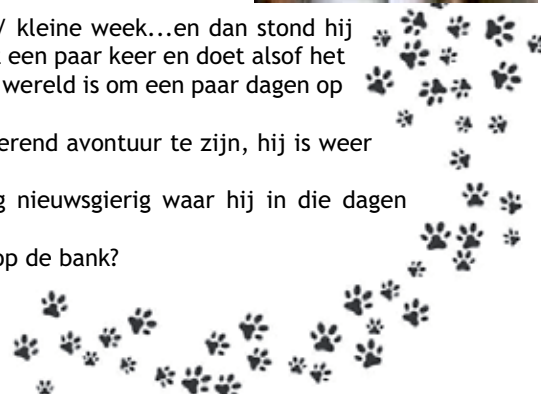 kleine week...en dan stond hij
een paar keer en doet alsof het
wereld is om een paar dagen op
erend avontuur te zijn, hij is weer
nieuwsgierig waar hij in die dagen
op de bank?